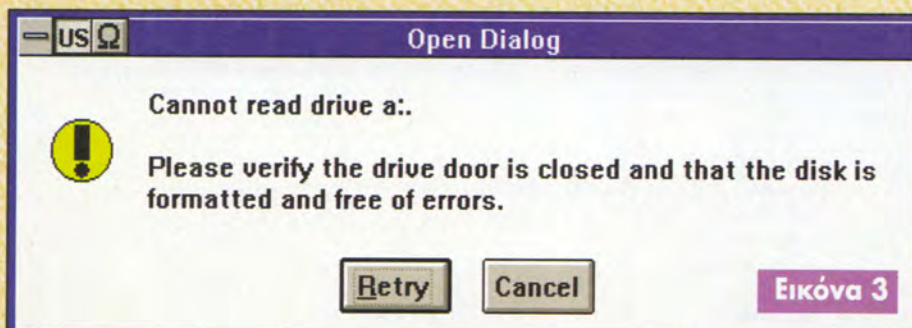 US Ω Open Dialog
Cannot read drive a:.
Please verify the drive door is closed and that the disk is
formatted and free of errors.
Retry Cancel
Εικόνα 3